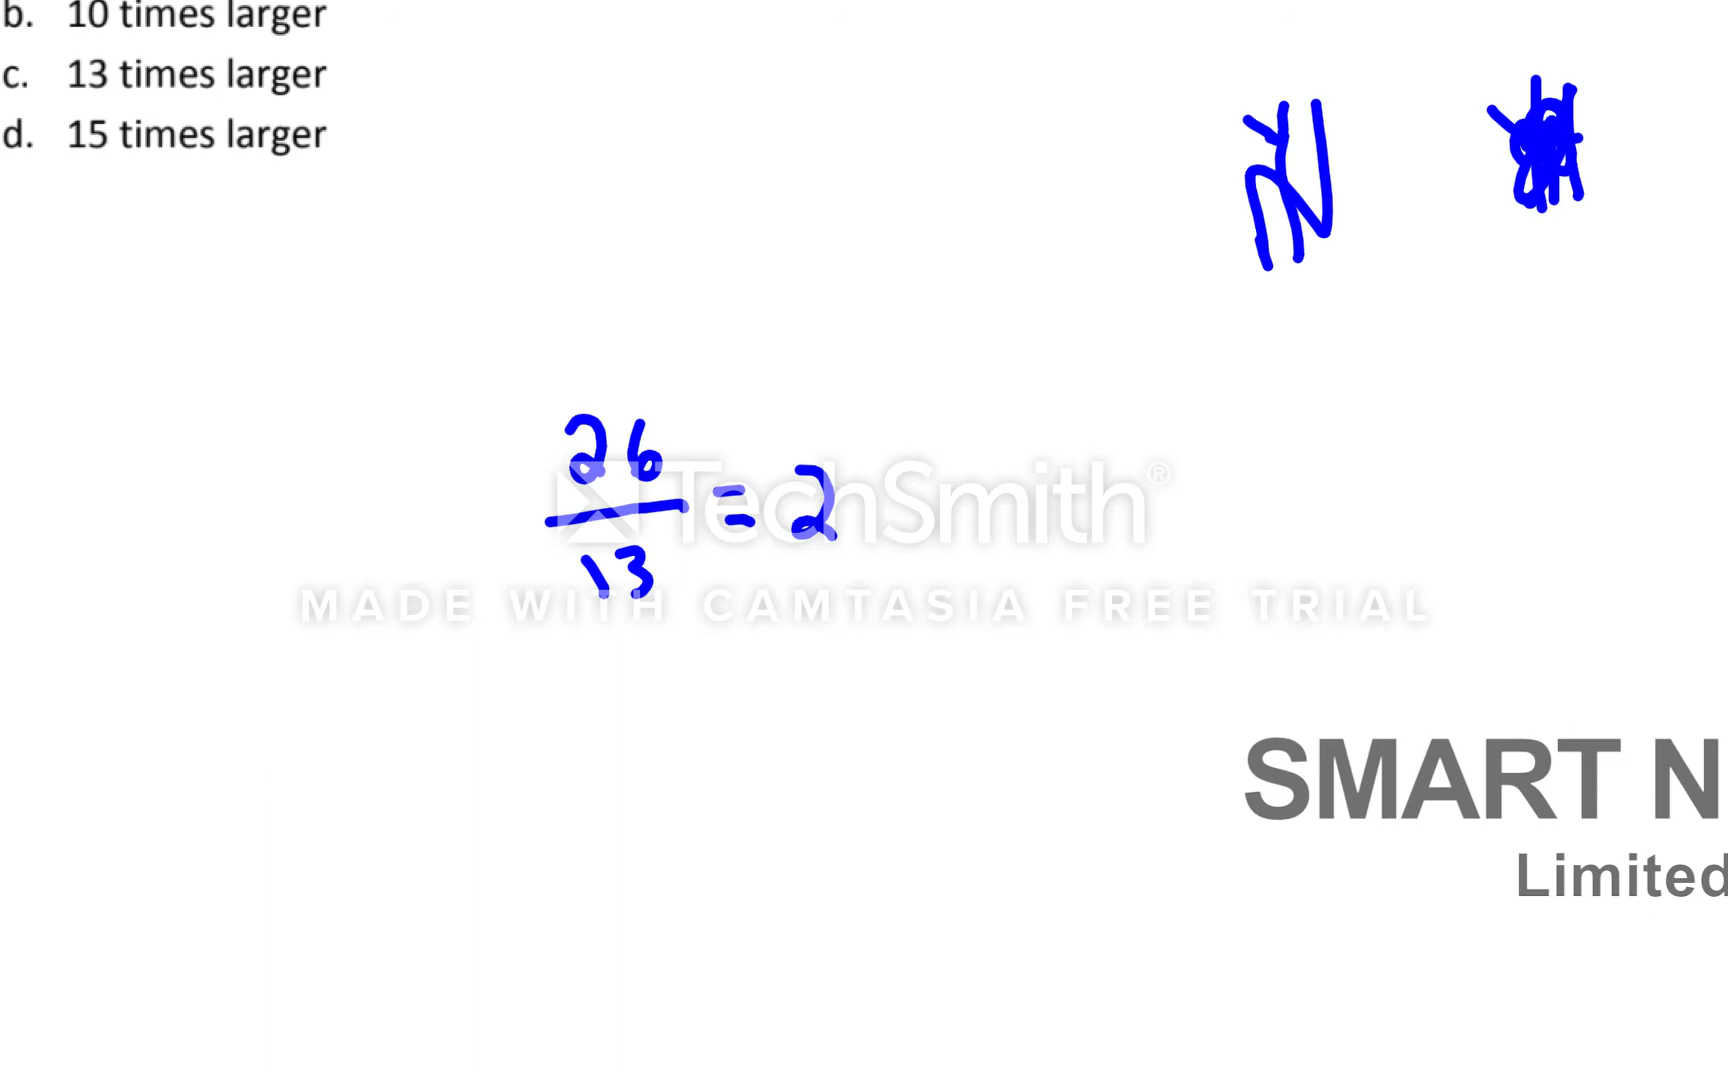 b. 10 times larger
c. 13 times larger
d. 15 times larger
26
13
= 2
TechSmith®
MADE WITH CAMTASIA FREE TRIAL
SMART N
Limited